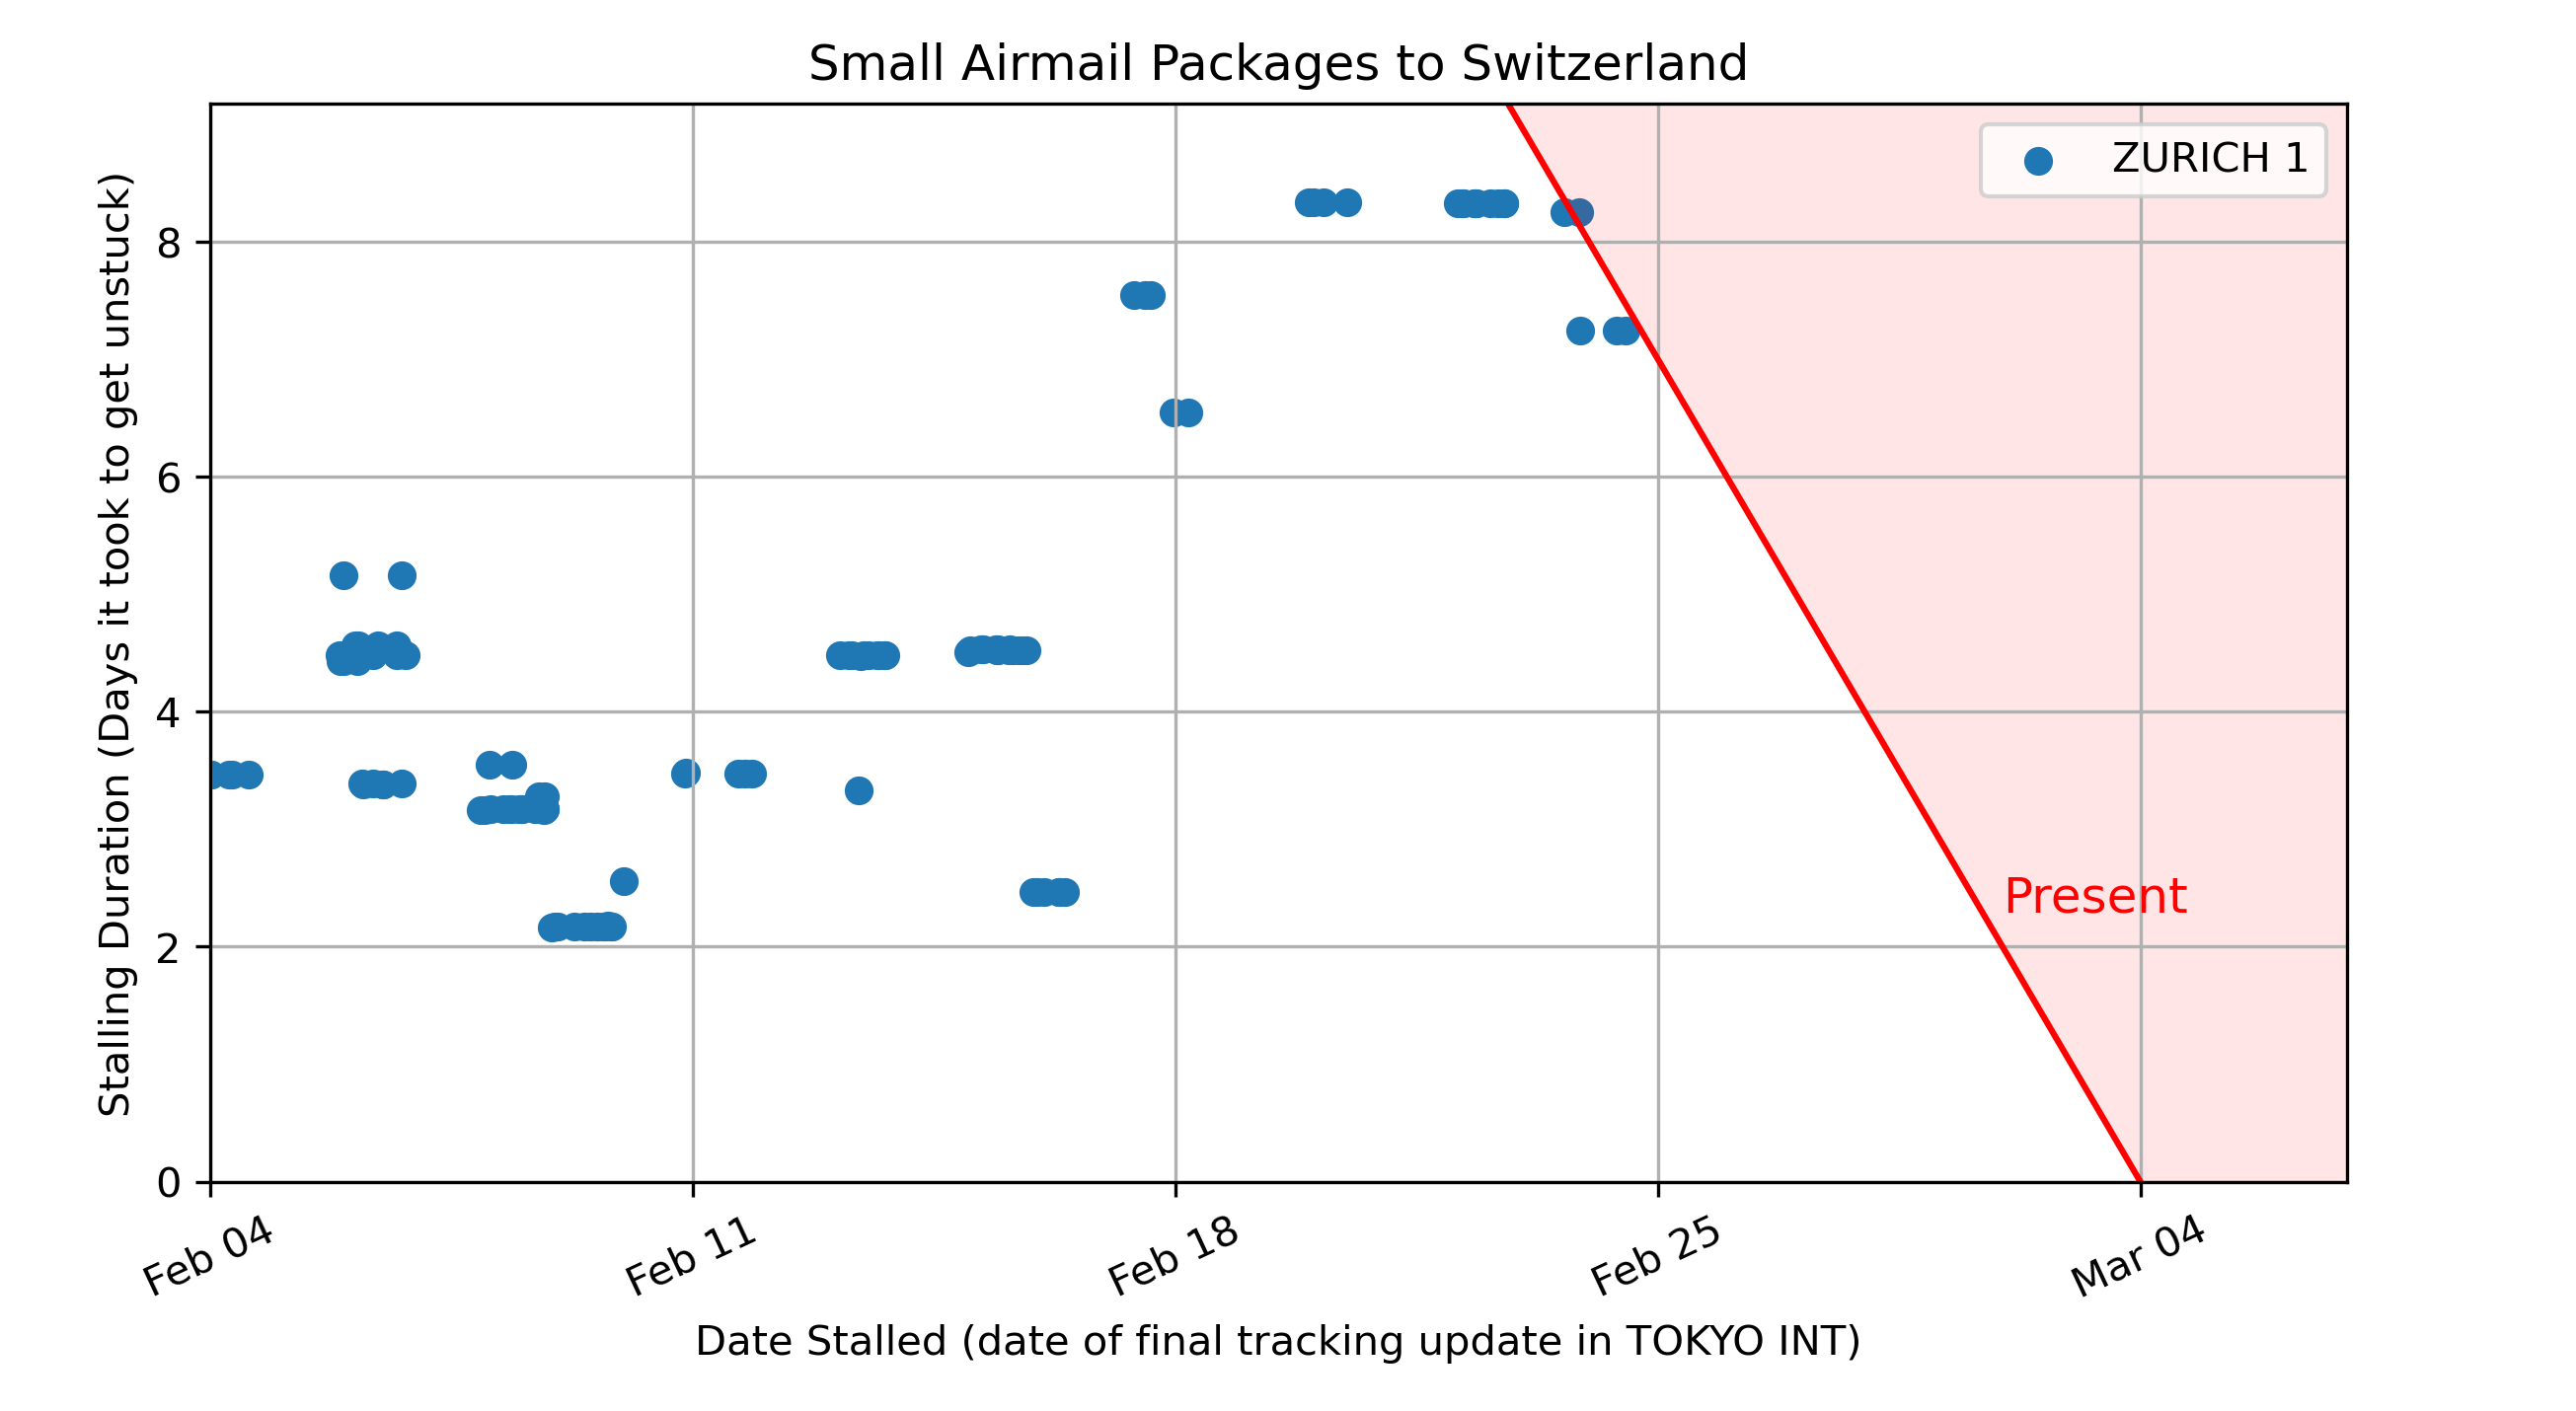 Small Airmail Packages to Switzerland
ZURICH 1
Stalling Duration (Days it took to get unstuck)
8
6
4
2
0
Present
Feb 04
Feb 11
Feb 18
Feb 25
Mar 04
Date Stalled (date of final tracking update in TOKYO INT)